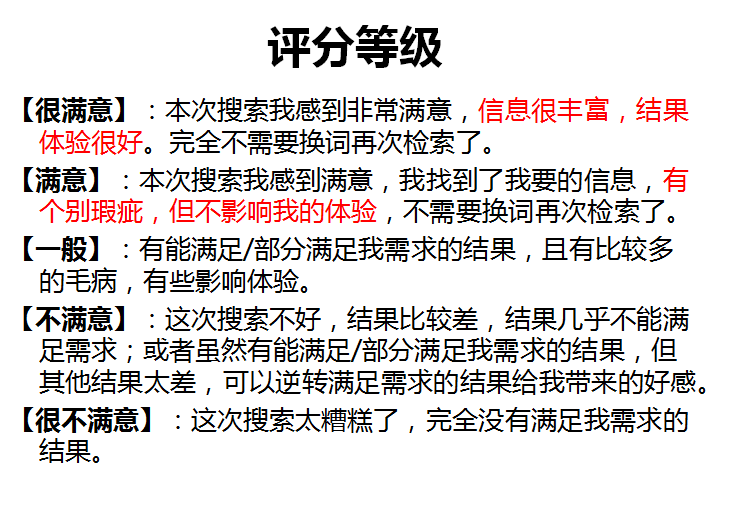 评分等级
【很满意】：本次搜索我感到非常满意，信息很丰富，结果
体验很好。完全不需要换词再次检索了。
【满意】：本次搜索我感到满意，我找到了我要的信息，有
个别瑕疵，但不影响我的体验，不需要换词再次检索了。
【一般】：有能满足/部分满足我需求的结果，且有比较多
的毛病，有些影响体验。
【不满意】：这次搜索不好，结果比较差，结果几乎不能满
足需求；或者虽然有能满足/部分满足我需求的结果，但
其他结果太差，可以逆转满足需求的结果给我带来的好感。
【很不满意】：这次搜索太糟糕了，完全没有满足我需求的
结果。